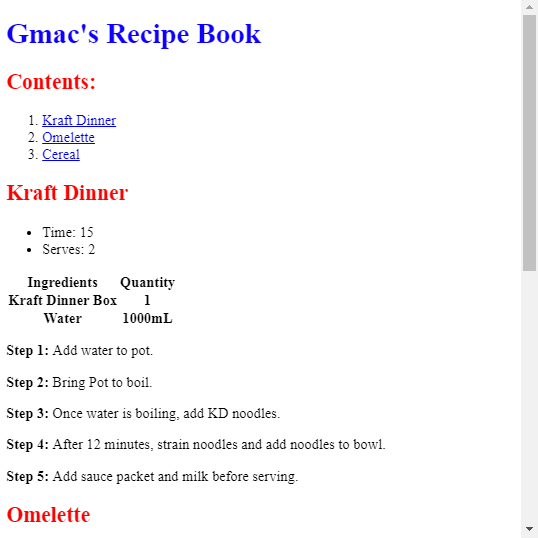 Gmac's Recipe Book
Contents:
1. Kraft Dinner
2. Omelette
3. Cereal
Kraft Dinner
• Time: 15
• Serves: 2
Ingredients Quantity
Kraft Dinner Box 1
Water 1000mL
Step 1: Add water to pot.
Step 2: Bring Pot to boil.
Step 3: Once water is boiling, add KD noodles.
Step 4: After 12 minutes, strain noodles and add noodles to bowl.
Step 5: Add sauce packet and milk before serving.
Omelette